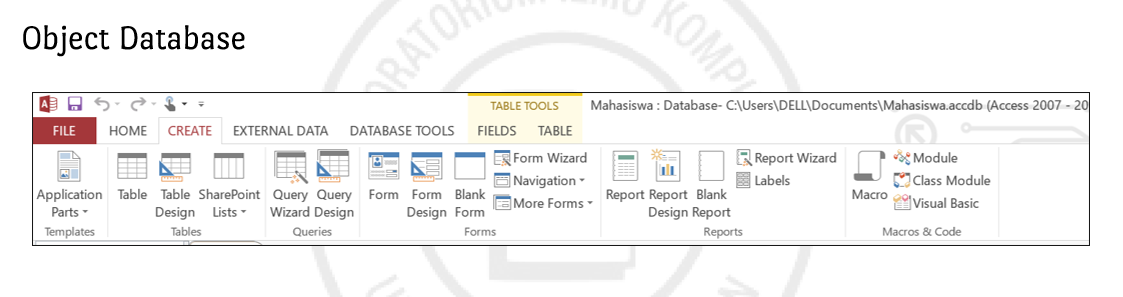 Object Database
TABLE TOOLS Mahasiswa : Database- C:\Users\DELL\Documents\Mahasiswa.accdb (Access 2007 - 20
FILE HOME CREATE EXTERNAL DATA DATABASE TOOLS FIELDS TABLE
Application Parts
Table
Table Design
SharePoint Lists
Query Wizard
Query Design
Form
Form Design
Blank Form
Form Wizard
Navigation
More Forms
Report
Report Design
Blank Report
Report Wizard
Labels
Macro
Module
Class Module
Visual Basic
Templates Tables Queries Forms Reports Macros & Code